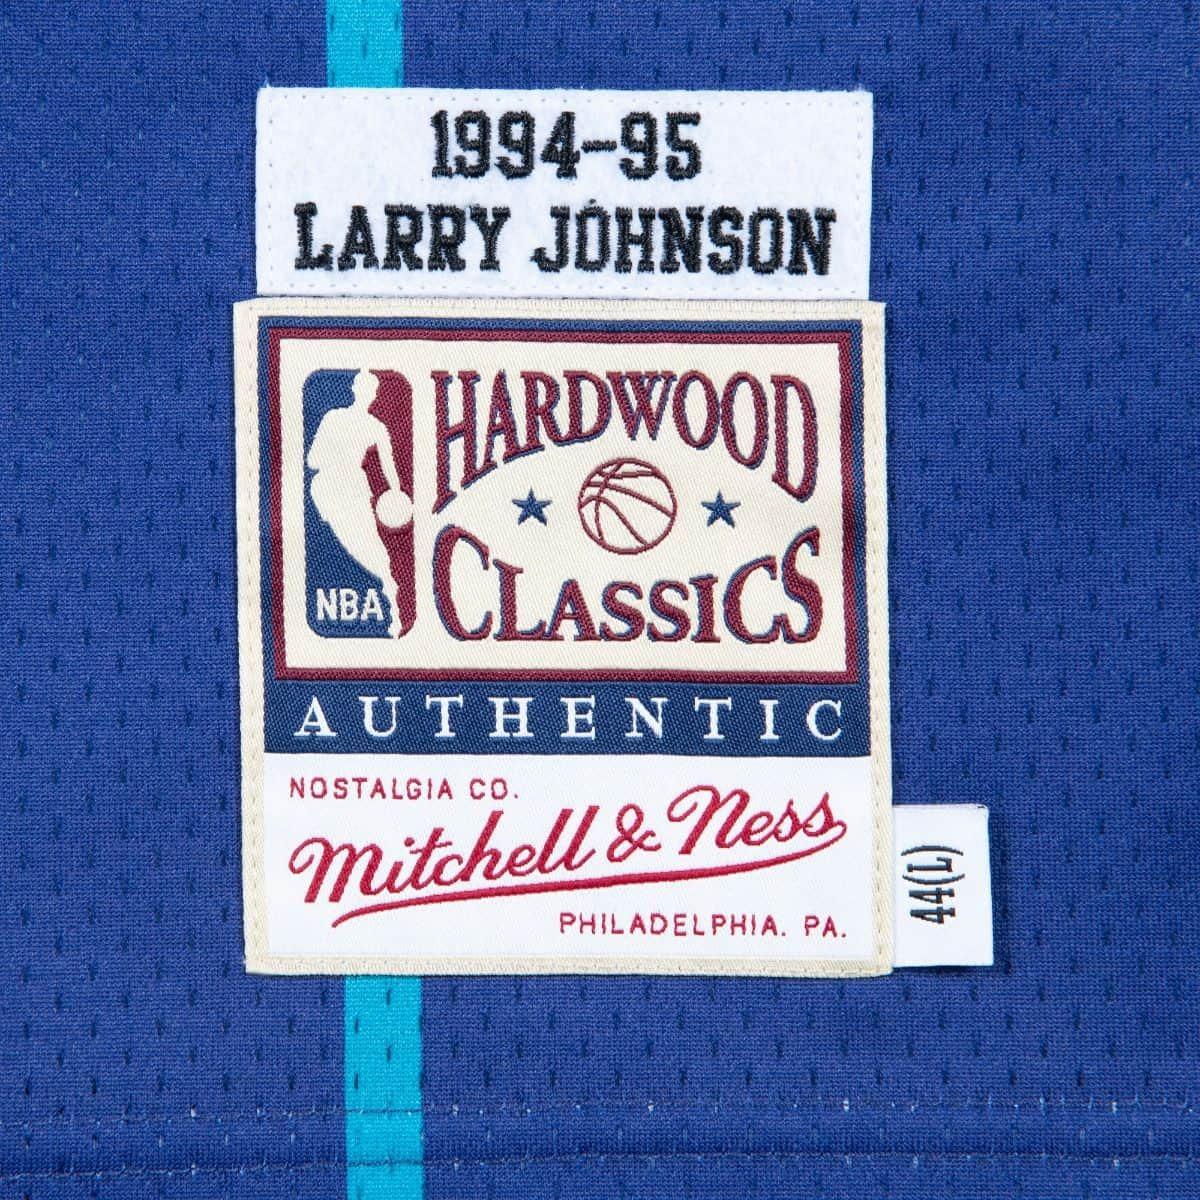 1994-95
LARRY JOHNSON
HARDWOOD
CLASSICS
NBA
AUTHENTIC
NOSTALGIA CO.
Mitchell & Ness
PHILADELPHIA. PA.
44(L)